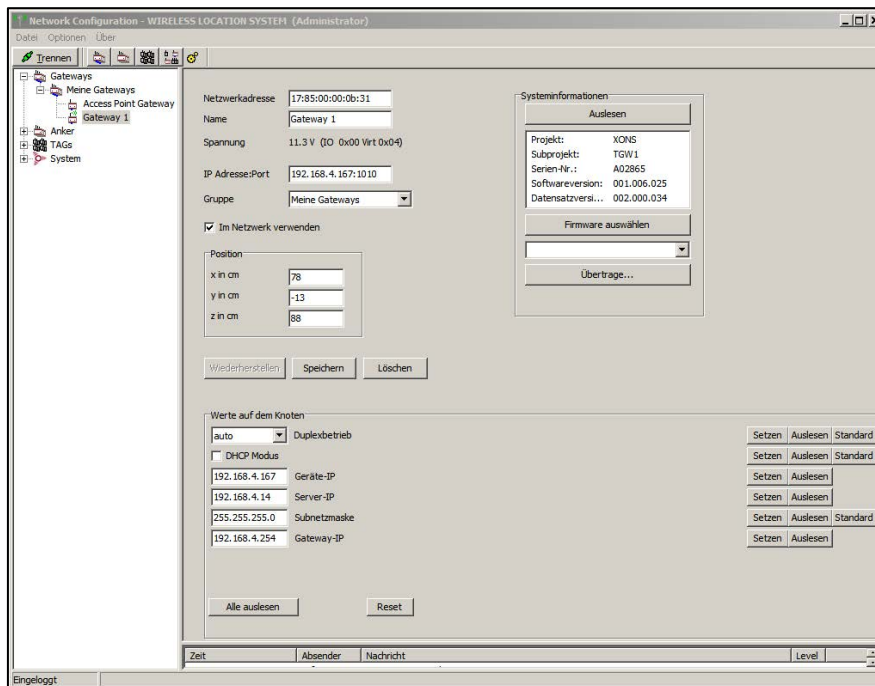 Network Configuration - WIRELESS LOCATION SYSTEM (Administrator)
Datei Optionen Über
Trennen
Gateways
Meine Gateways
Access Point Gateway
Gateway 1
Anker
TAGs
System
Netzwerkadresse 17:85:00:00:0b:31
Name Gateway 1
Spannung 11.3 V (IO 0x00 Virt 0x04)
IP Adresse:Port 192.168.4.167:1010
Gruppe Meine Gateways
Im Netzwerk verwenden
Position
x in cm 78
y in cm -13
z in cm 88
Wiederherstellen Speichern Löschen
Systeminformationen
Auslesen
Projekt: XONS
Subprojekt: TGW1
Serien-Nr.: A02865
Softwareversion: 001.006.025
Datensatzversi... 002.000.034
Firmware auswählen
Übertrage...
Werte auf dem Knoten
auto Duplexbetrieb Setzen Auslesen Standard
DHCP Modus Setzen Auslesen Standard
192.168.4.167 Geräte-IP Setzen Auslesen
192.168.4.14 Server-IP Setzen Auslesen
255.255.255.0 Subnetzmaske Setzen Auslesen Standard
192.168.4.254 Gateway-IP Setzen Auslesen
Alle auslesen Reset
Zeit Absender Nachricht Level
Eingeloggt